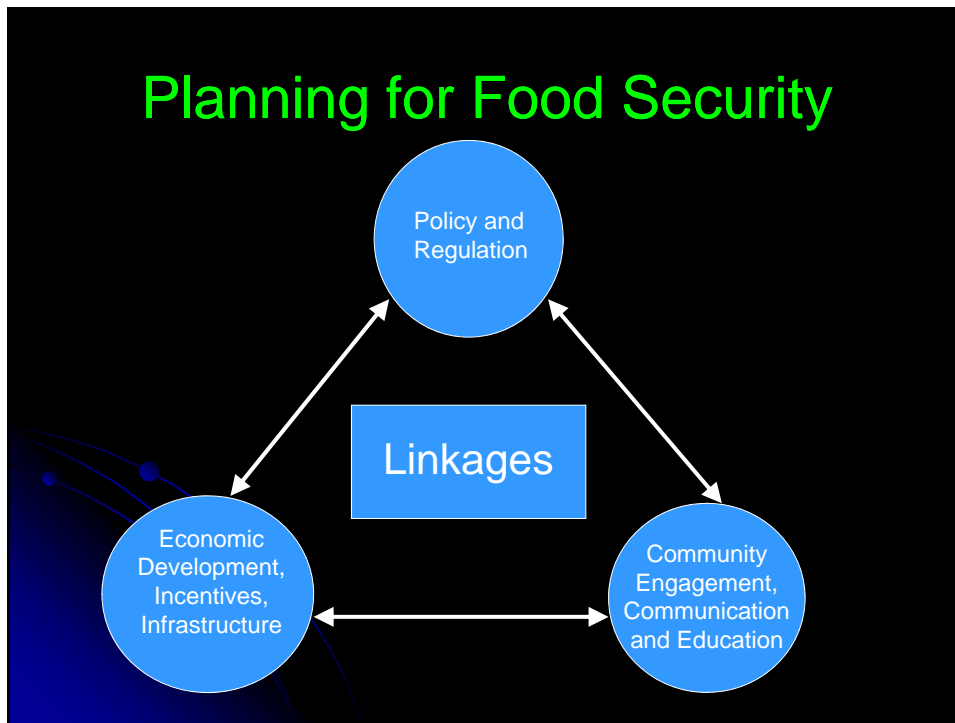 Planning for Food Security
Policy and
Regulation
Linkages
Economic
Development,
Incentives,
Infrastructure
Community
Engagement,
Communication
and Education